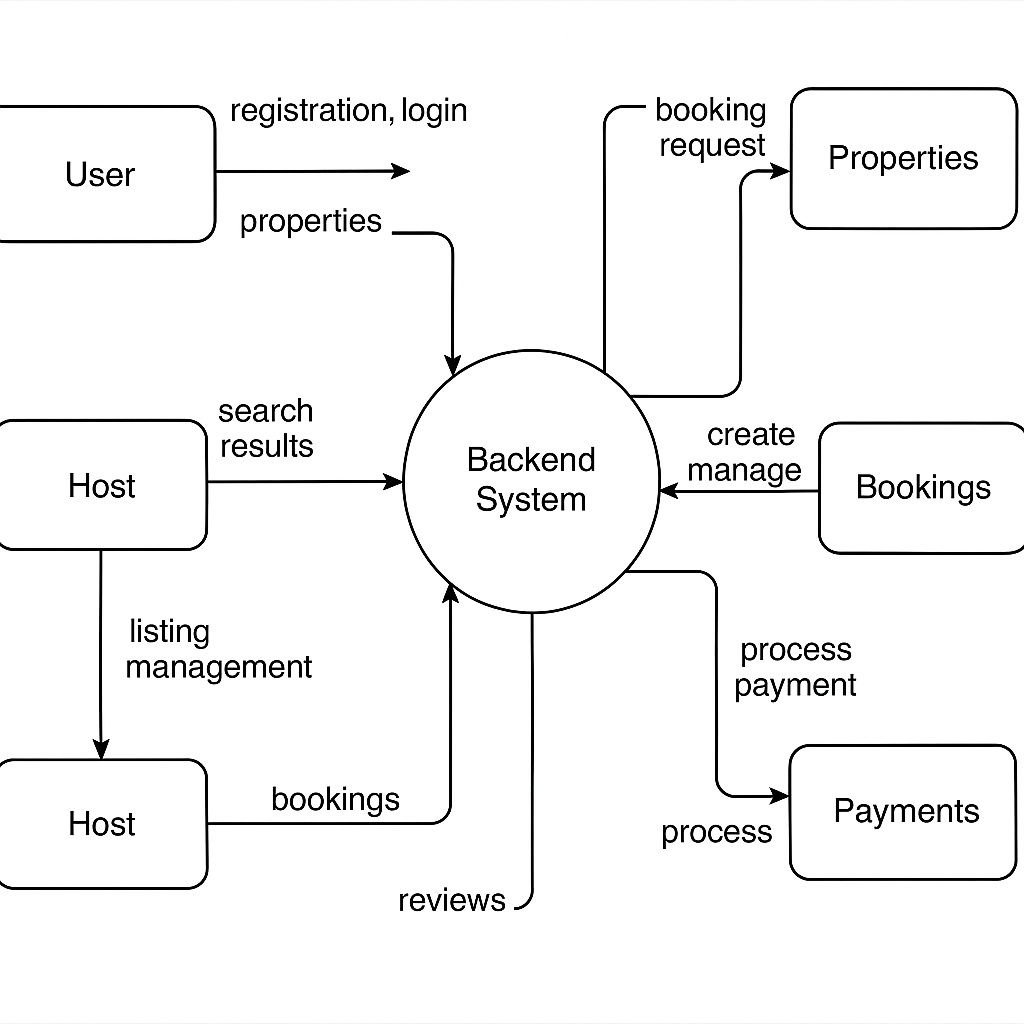 registration, login
User
properties
booking
request
Properties
search
results
Host
Backend
System
create
manage
Bookings
listing
management
Host
bookings
reviews
process
payment
Payments
process